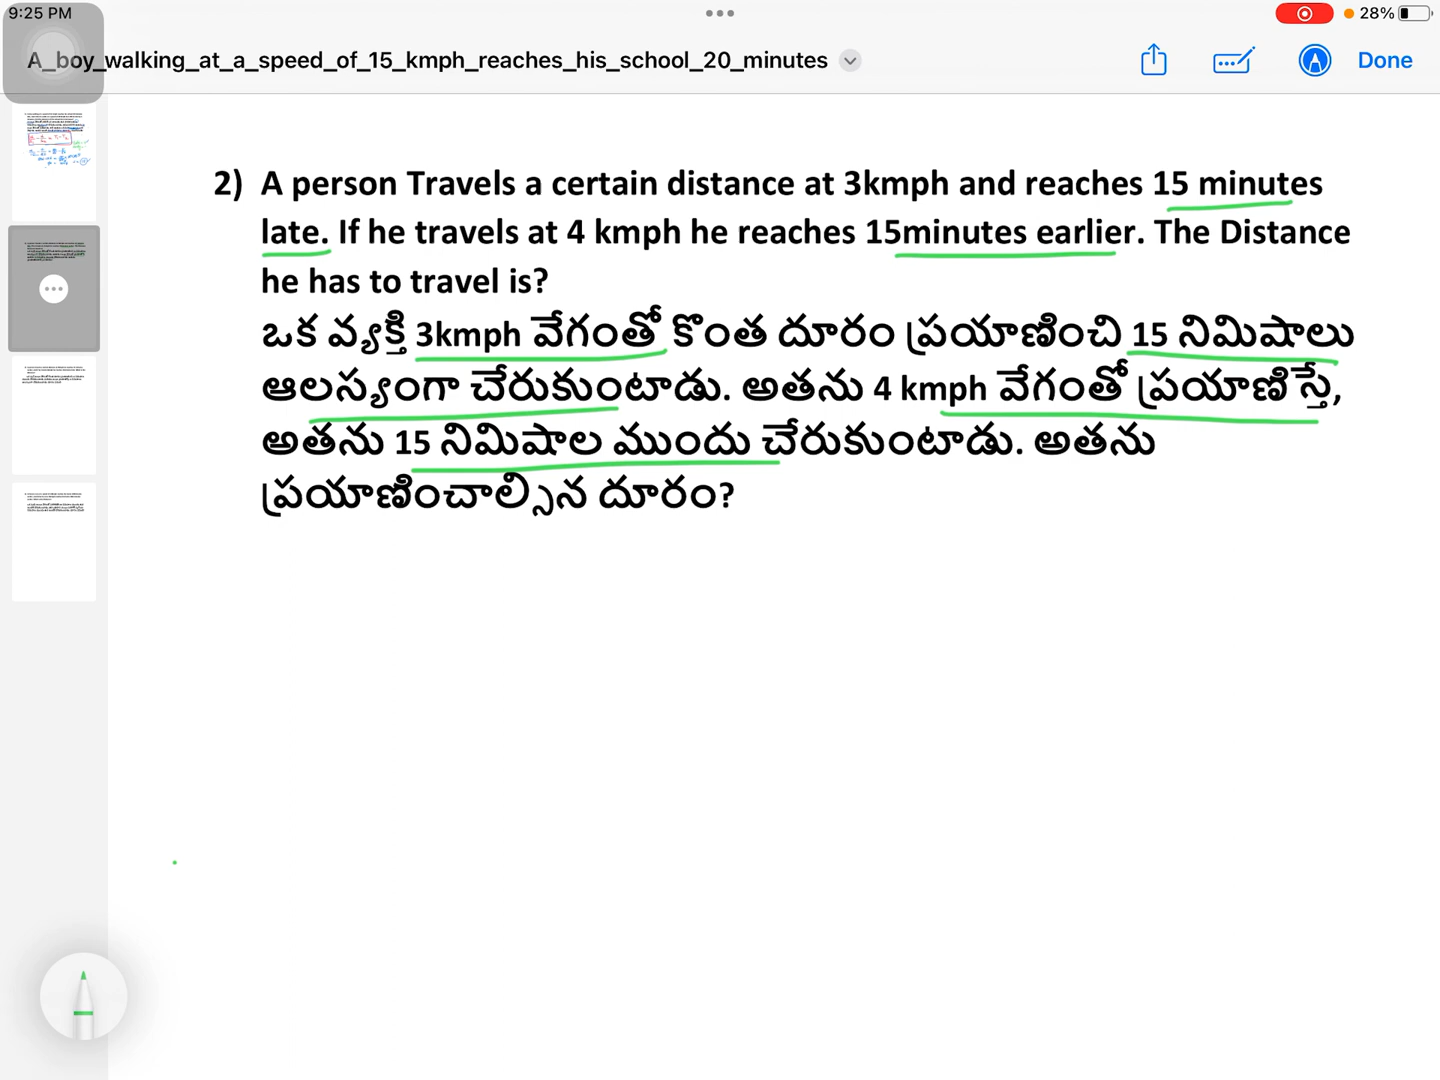 9:25 PM
28%
A_boy_walking_at_a_speed_of_15_kmph_reaches_his_school_20_minutes
Done
2) A person Travels a certain distance at 3kmph and reaches 15 minutes
late. If he travels at 4 kmph he reaches 15minutes earlier. The Distance
he has to travel is?
ఒక వ్యక్తి 3kmph వేగంతో కొంత దూరం ప్రయాణించి 15 నిమిషాలు
ఆలస్యంగా చేరుకుంటాడు. అతను 4 kmph వేగంతో ప్రయాణిస్తే,
అతను 15 నిమిషాల ముందు చేరుకుంటాడు. అతను
ప్రయాణించాల్సిన దూరం?